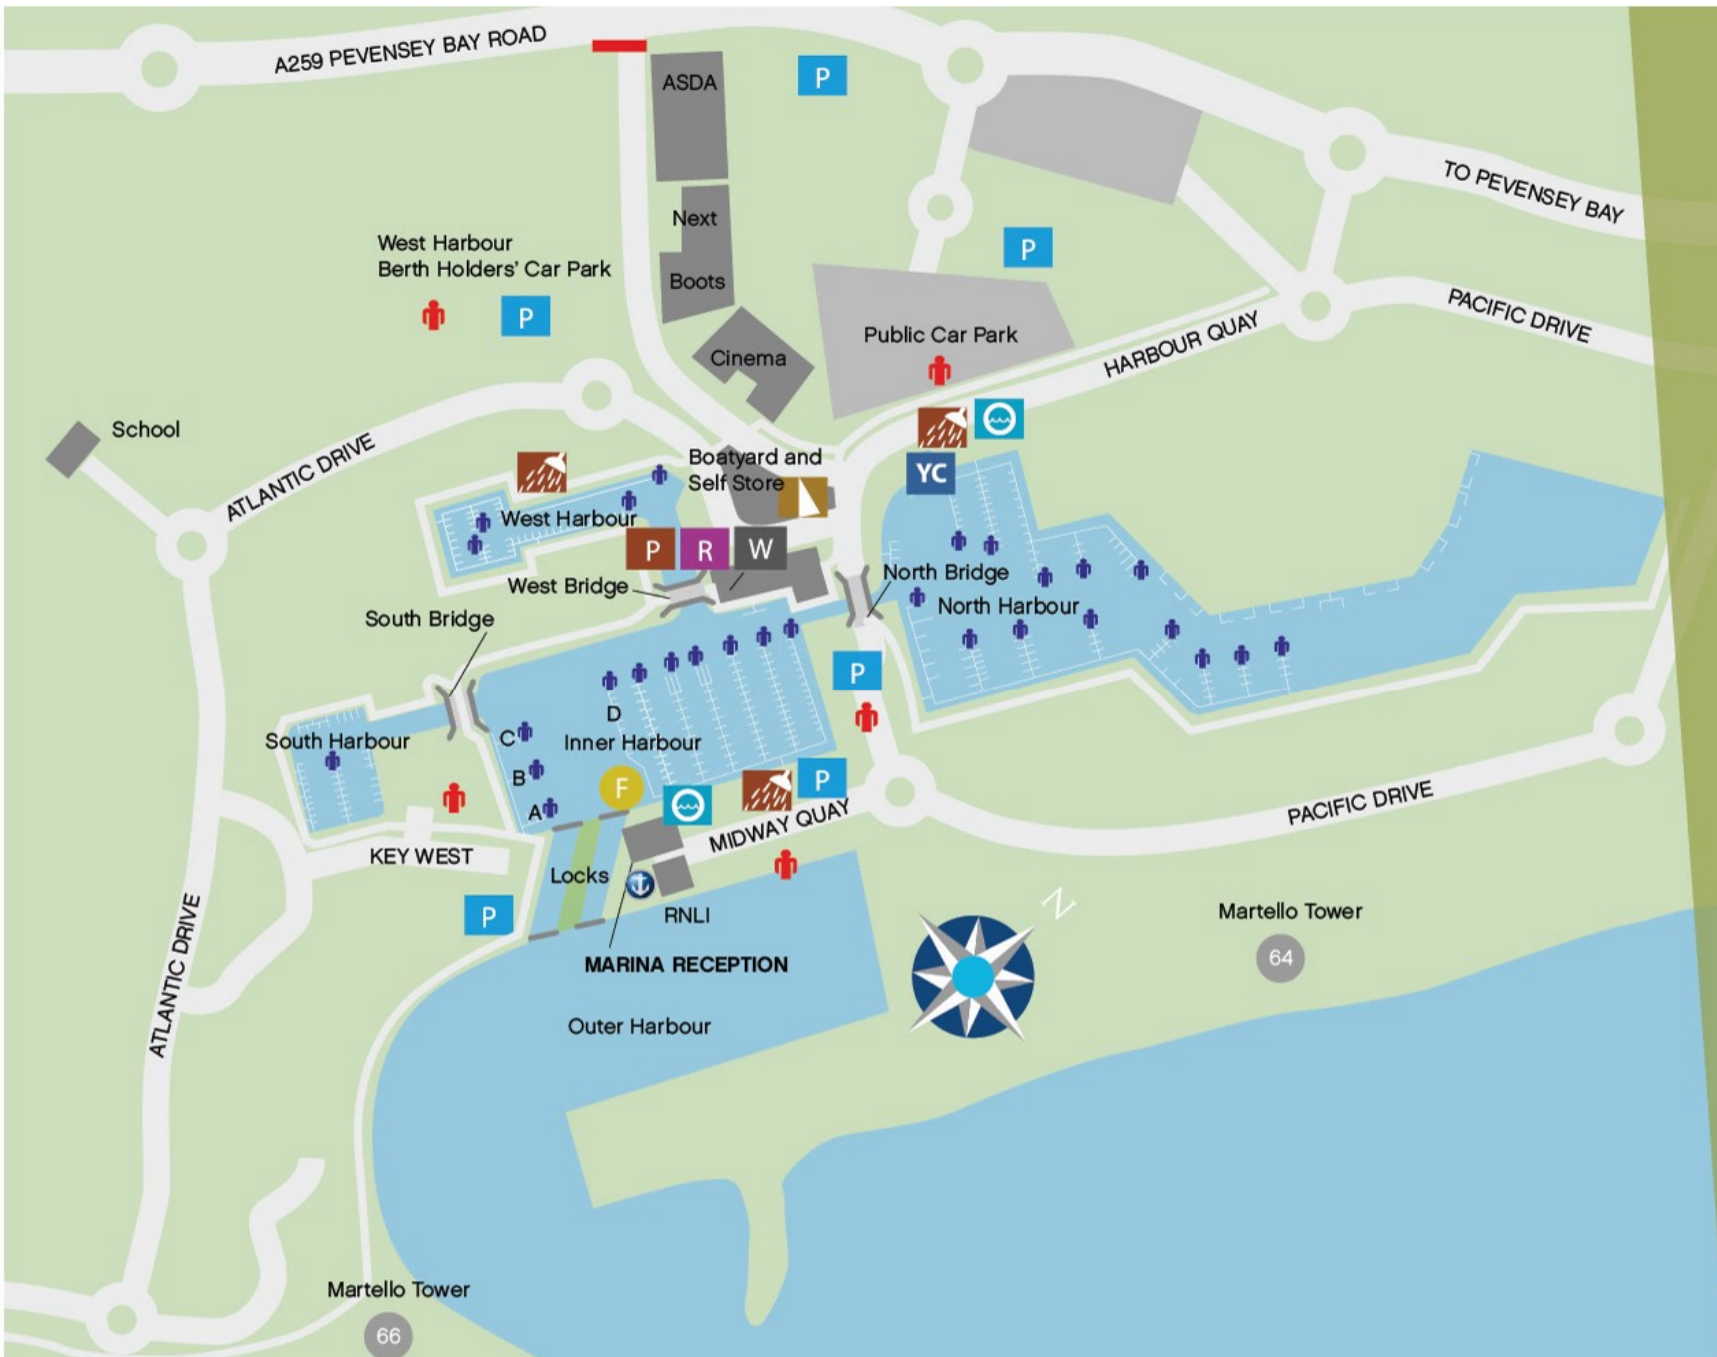 A259 PEVENSEY BAY ROAD
ASDA
P
TO PEVENSEY BAY
Next
Boots
West Harbour
Berth Holders' Car Park
P
P
Public Car Park
HARBOUR QUAY
PACIFIC DRIVE
Cinema
School
ATLANTIC DRIVE
Boatyard and
Self Store
YC
West Harbour
P
R
W
West Bridge
North Bridge
North Harbour
South Bridge
P
D
C
Inner Harbour
South Harbour
B
A
F
P
MIDWAY QUAY
PACIFIC DRIVE
KEY WEST
Locks
P
RNLI
MARINA RECEPTION
N
Martello Tower
64
Outer Harbour
ATLANTIC DRIVE
Martello Tower
66